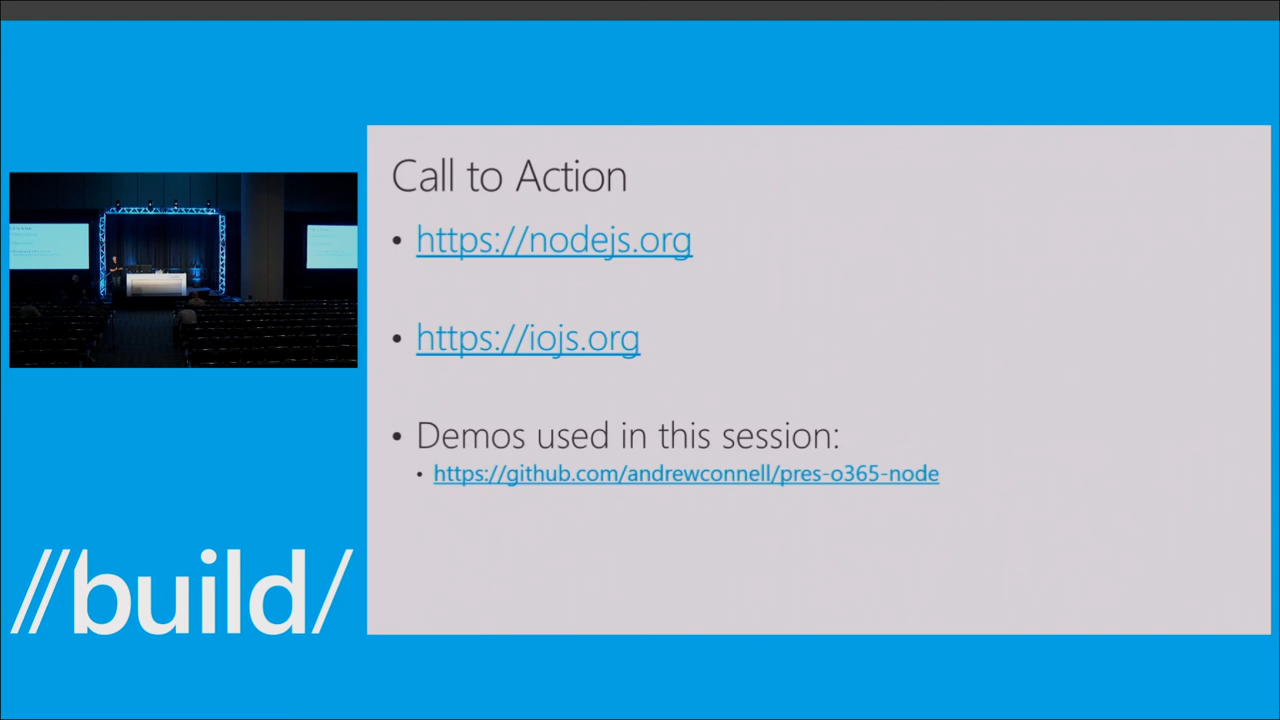 Call to Action
• https://nodejs.org
• https://iojs.org
• Demos used in this session:
• https://github.com/andrewconnell/pres-o365-node
//build/